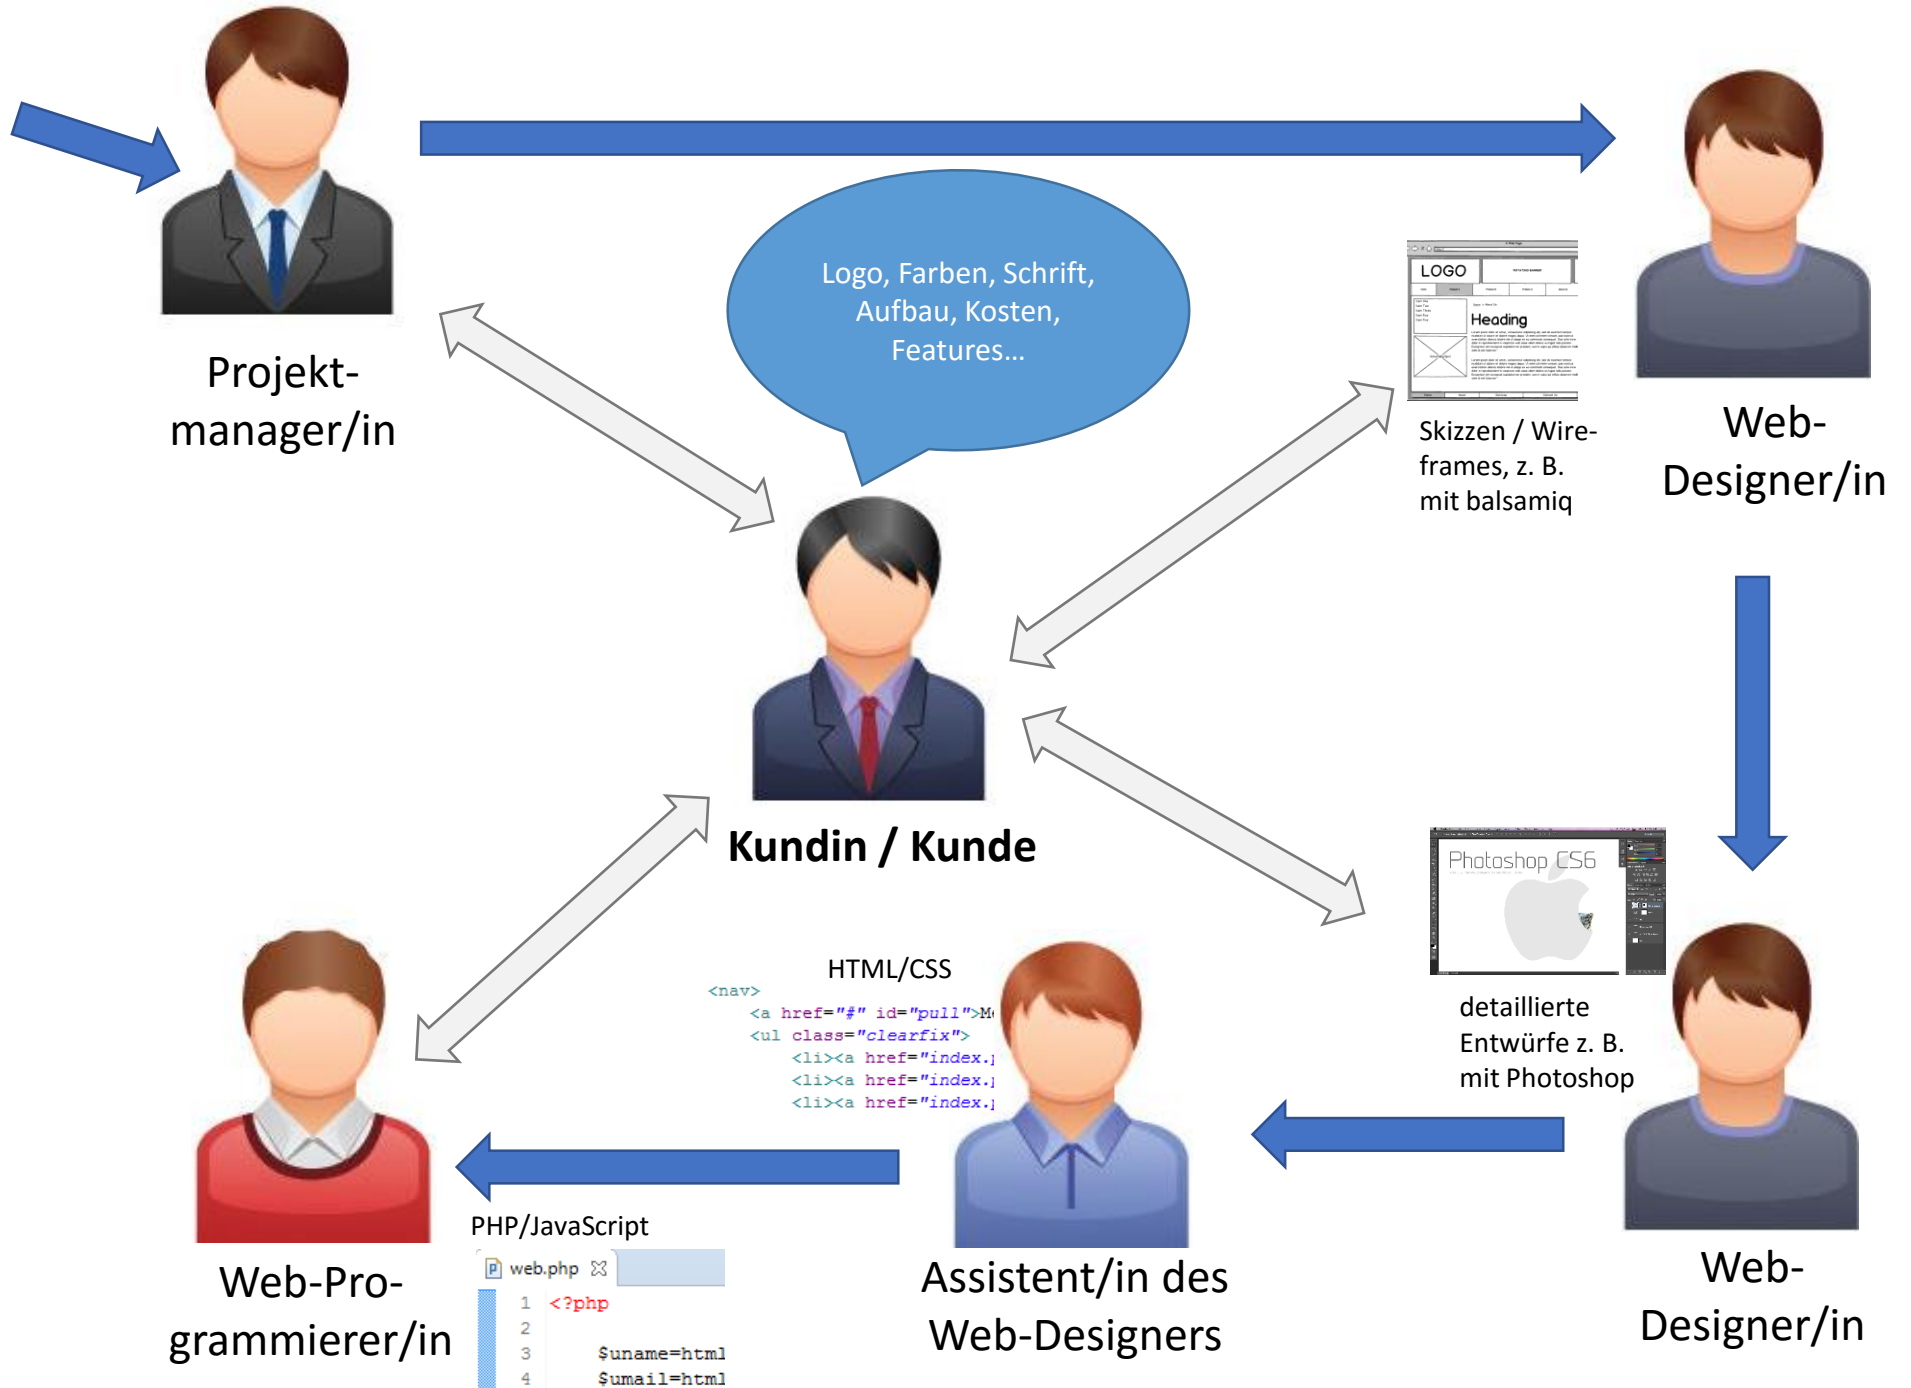 Logo, Farben, Schrift,
Aufbau, Kosten,
Features...
Projekt-
manager/in
LOGO
Heading
Skizzen / Wire-
frames, z. B.
mit balsamiq
Web-
Designer/in
Kundin / Kunde
Photoshop CS6
detaillierte
Entwürfe z. B.
mit Photoshop
Web-
Designer/in
HTML/CSS
<nav>
<a href="#" id="pull">M
<ul class="clearfix">
<li><a href="index.
<li><a href="index.
<li><a href="index.
Assistent/in des
Web-Designers
PHP/JavaScript
web.php
1 <?php
2
3 $uname=html
4 $umail=html
Web-Pro-
grammierer/in